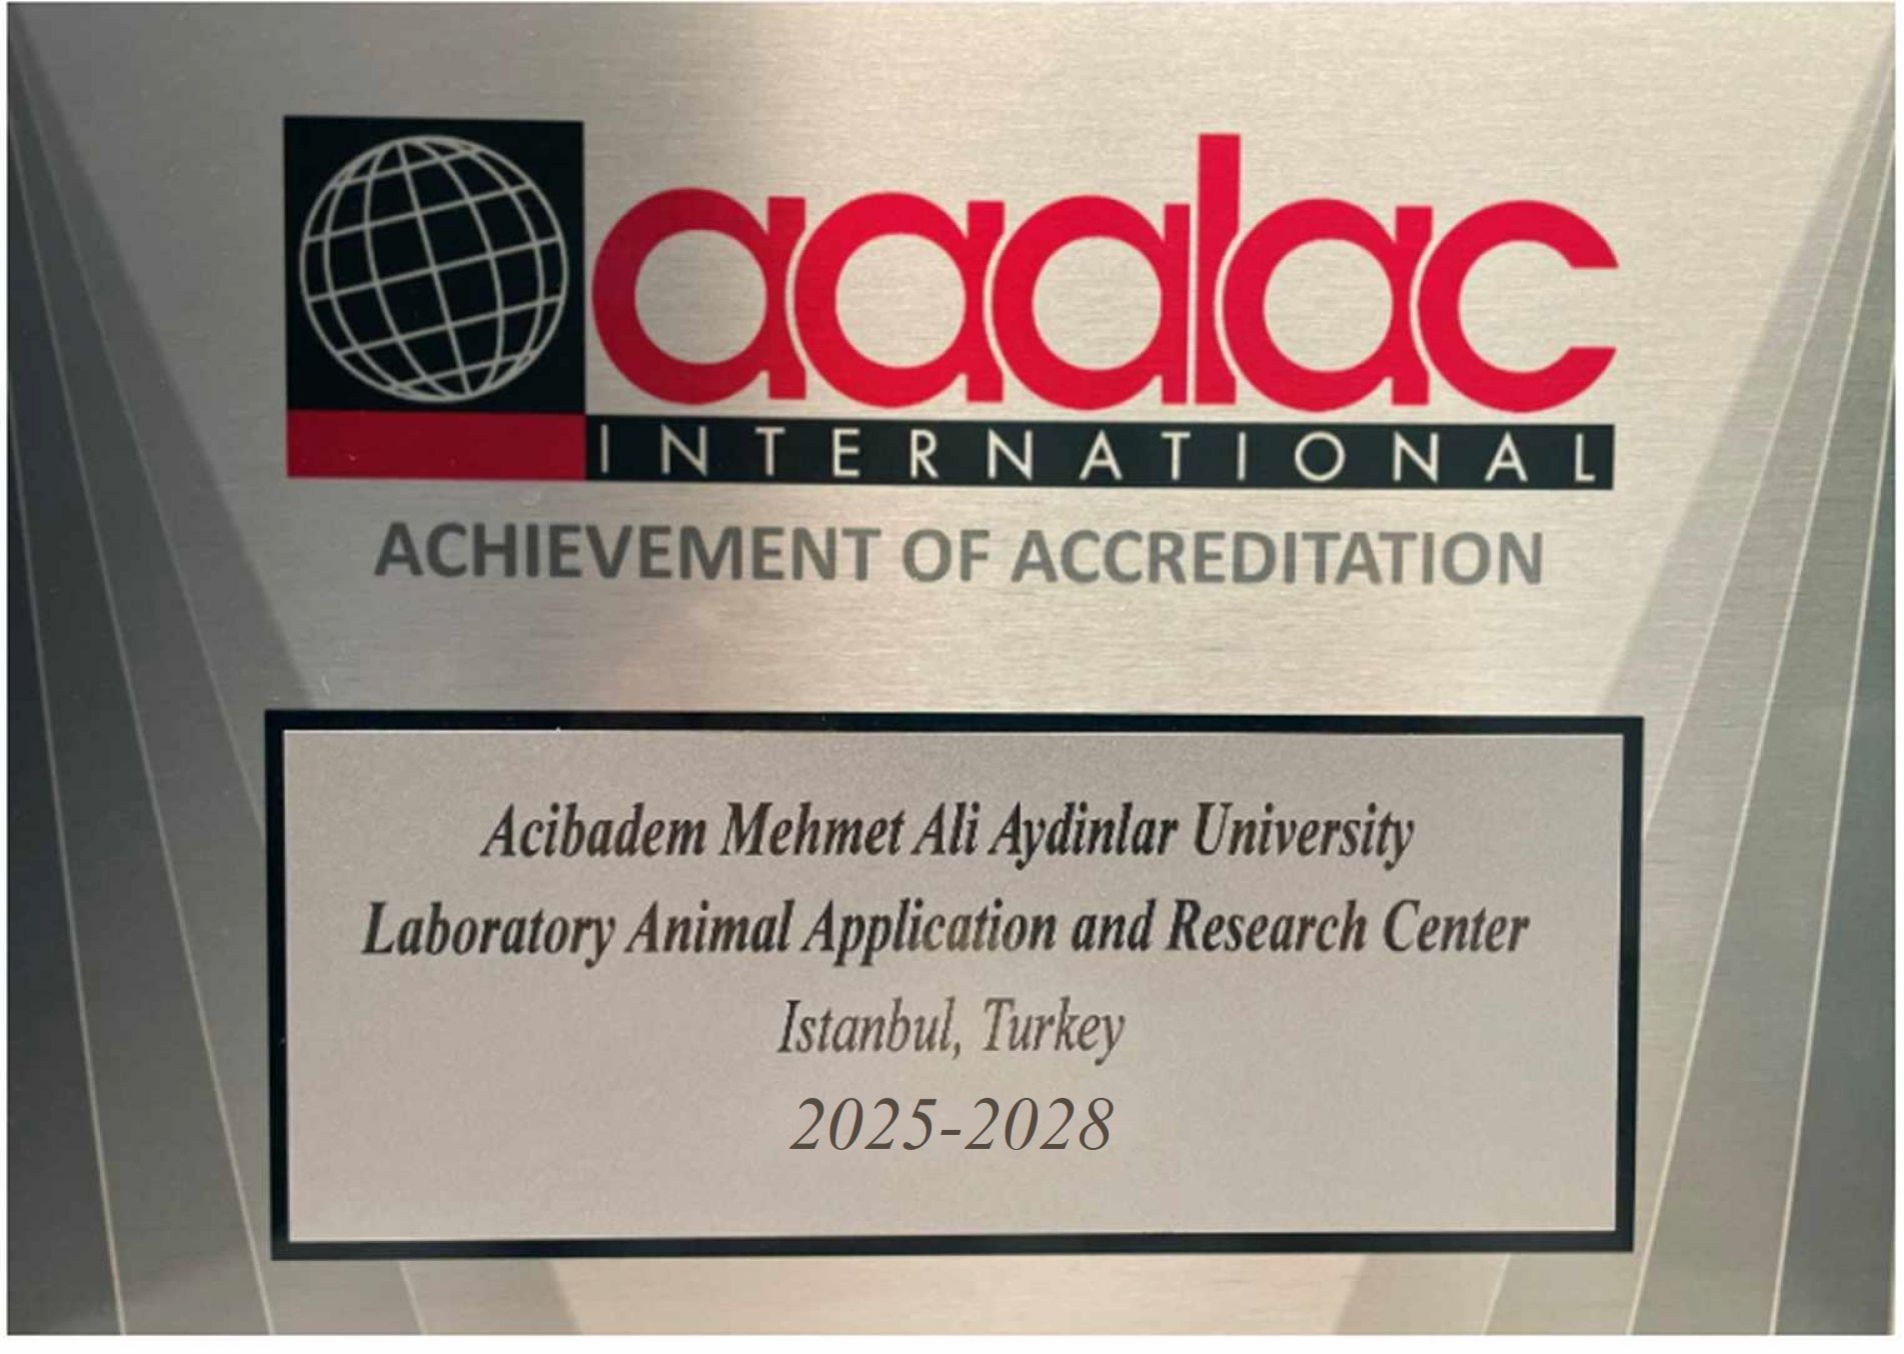 aaalac
INTERNATIONAL
ACHIEVEMENT OF ACCREDITATION
Acibadem Mehmet Ali Aydinlar University
Laboratory Animal Application and Research Center
Istanbul, Turkey
2025-2028